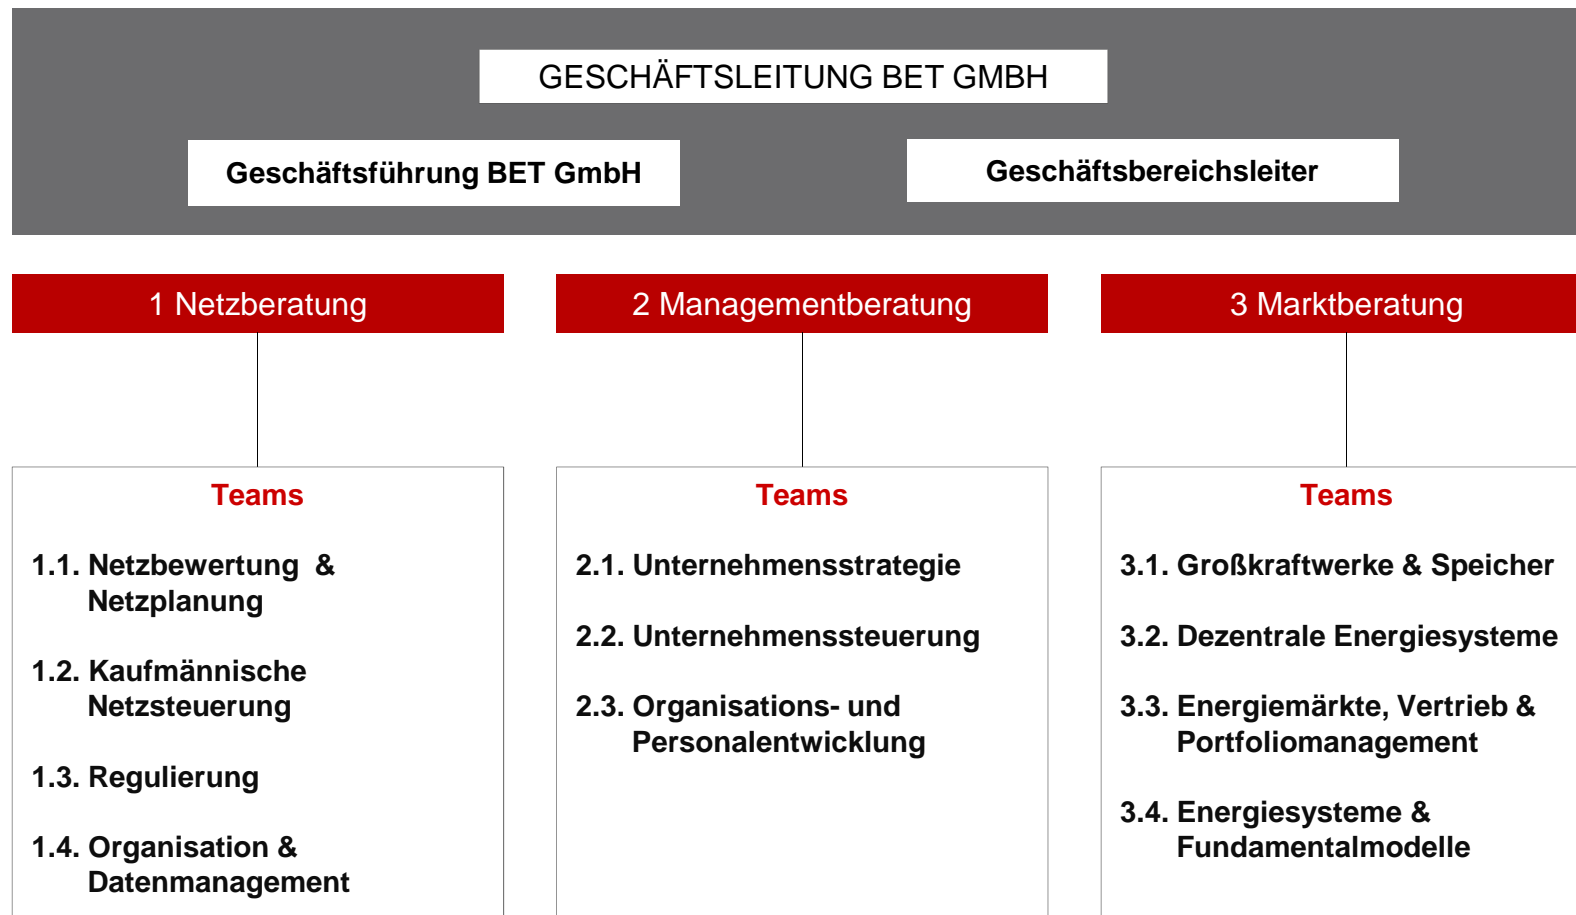 GESCHÄFTSLEITUNG BET GMBH
Geschäftsführung BET GmbH
Geschäftsbereichsleiter
1 Netzberatung
2 Managementberatung
3 Marktberatung
Teams
1.1. Netzbewertung &
Netzplanung
1.2. Kaufmännische
Netzsteuerung
1.3. Regulierung
1.4. Organisation &
Datenmanagement
Teams
2.1. Unternehmensstrategie
2.2. Unternehmenssteuerung
2.3. Organisations- und
Personalentwicklung
Teams
3.1. Großkraftwerke & Speicher
3.2. Dezentrale Energiesysteme
3.3. Energiemärkte, Vertrieb &
Portfoliomanagement
3.4. Energiesysteme &
Fundamentalmodelle